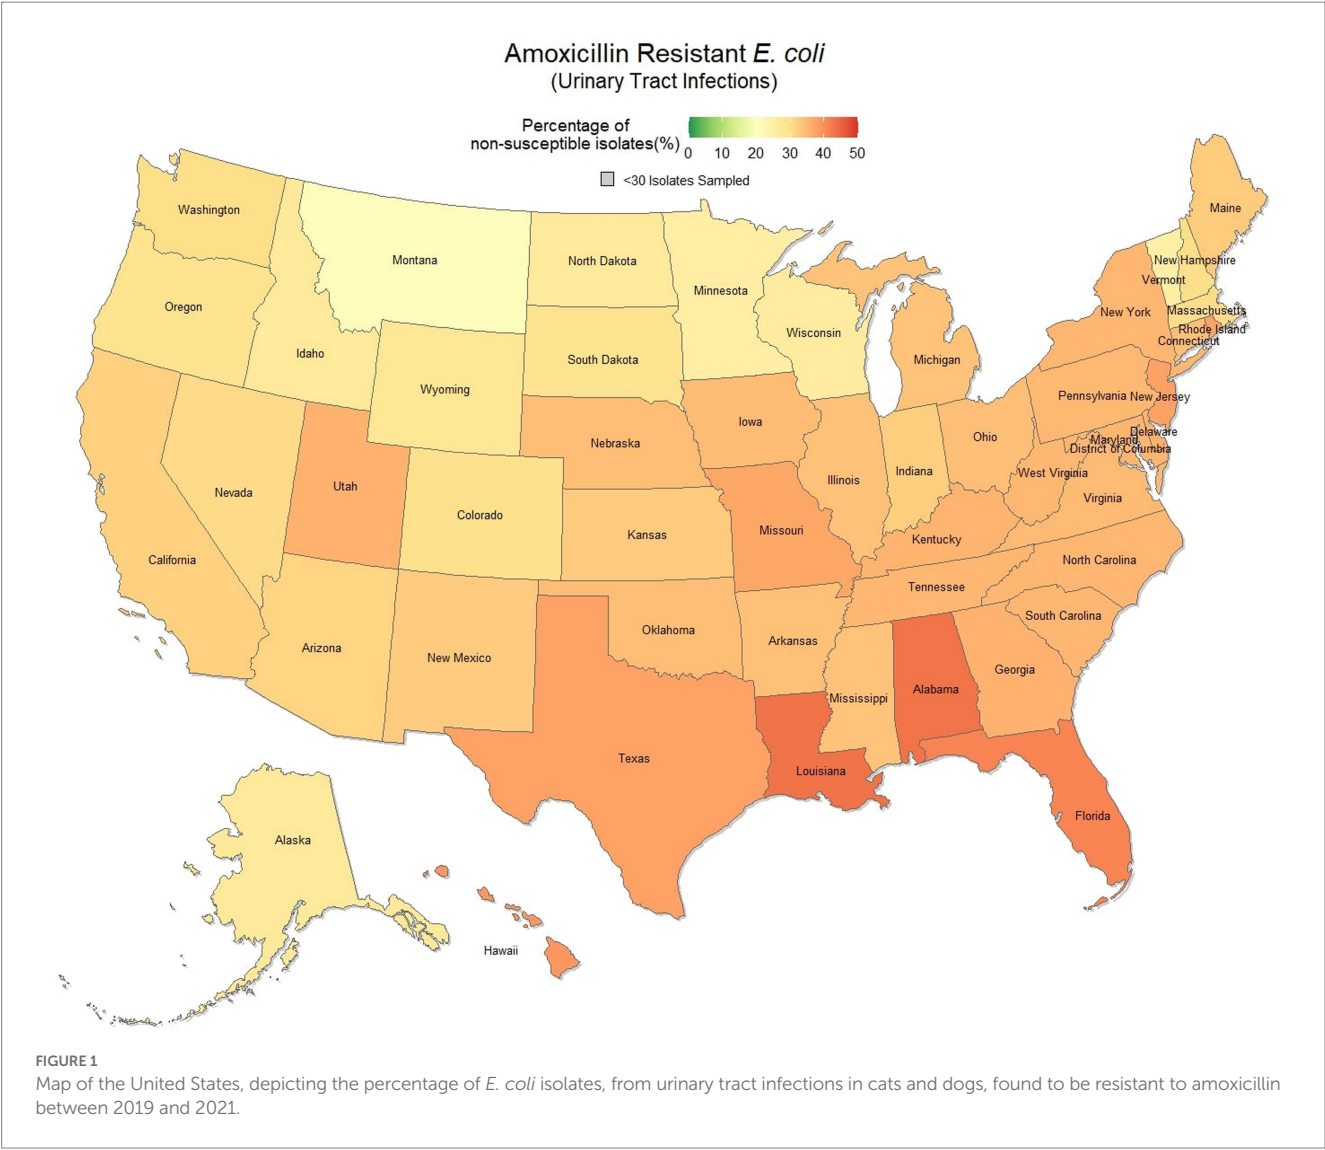 Amoxicillin Resistant E. coli
(Urinary Tract Infections)
Percentage of
non-susceptible isolates(%)
0 10 20 30 40 50
<30 Isolates Sampled
Washington
Oregon
Idaho
Montana
North Dakota
Minnesota
Wisconsin
South Dakota
Wyoming
Michigan
Maine
New Hampshire
Vermont
New York
Massachusetts
Rhode Island
Connecticut
Pennsylvania
New Jersey
Delaware
Maryland
District of Columbia
Nebraska
Iowa
Ohio
Indiana
Illinois
West Virginia
Virginia
Nevada
Utah
Colorado
Kansas
Missouri
Kentucky
California
North Carolina
Tennessee
South Carolina
Arizona
New Mexico
Oklahoma
Arkansas
Mississippi
Alabama
Georgia
Texas
Louisiana
Florida
Alaska
Hawaii
FIGURE 1
Map of the United States, depicting the percentage of E. coli isolates, from urinary tract infections in cats and dogs, found to be resistant to amoxicillin
between 2019 and 2021.